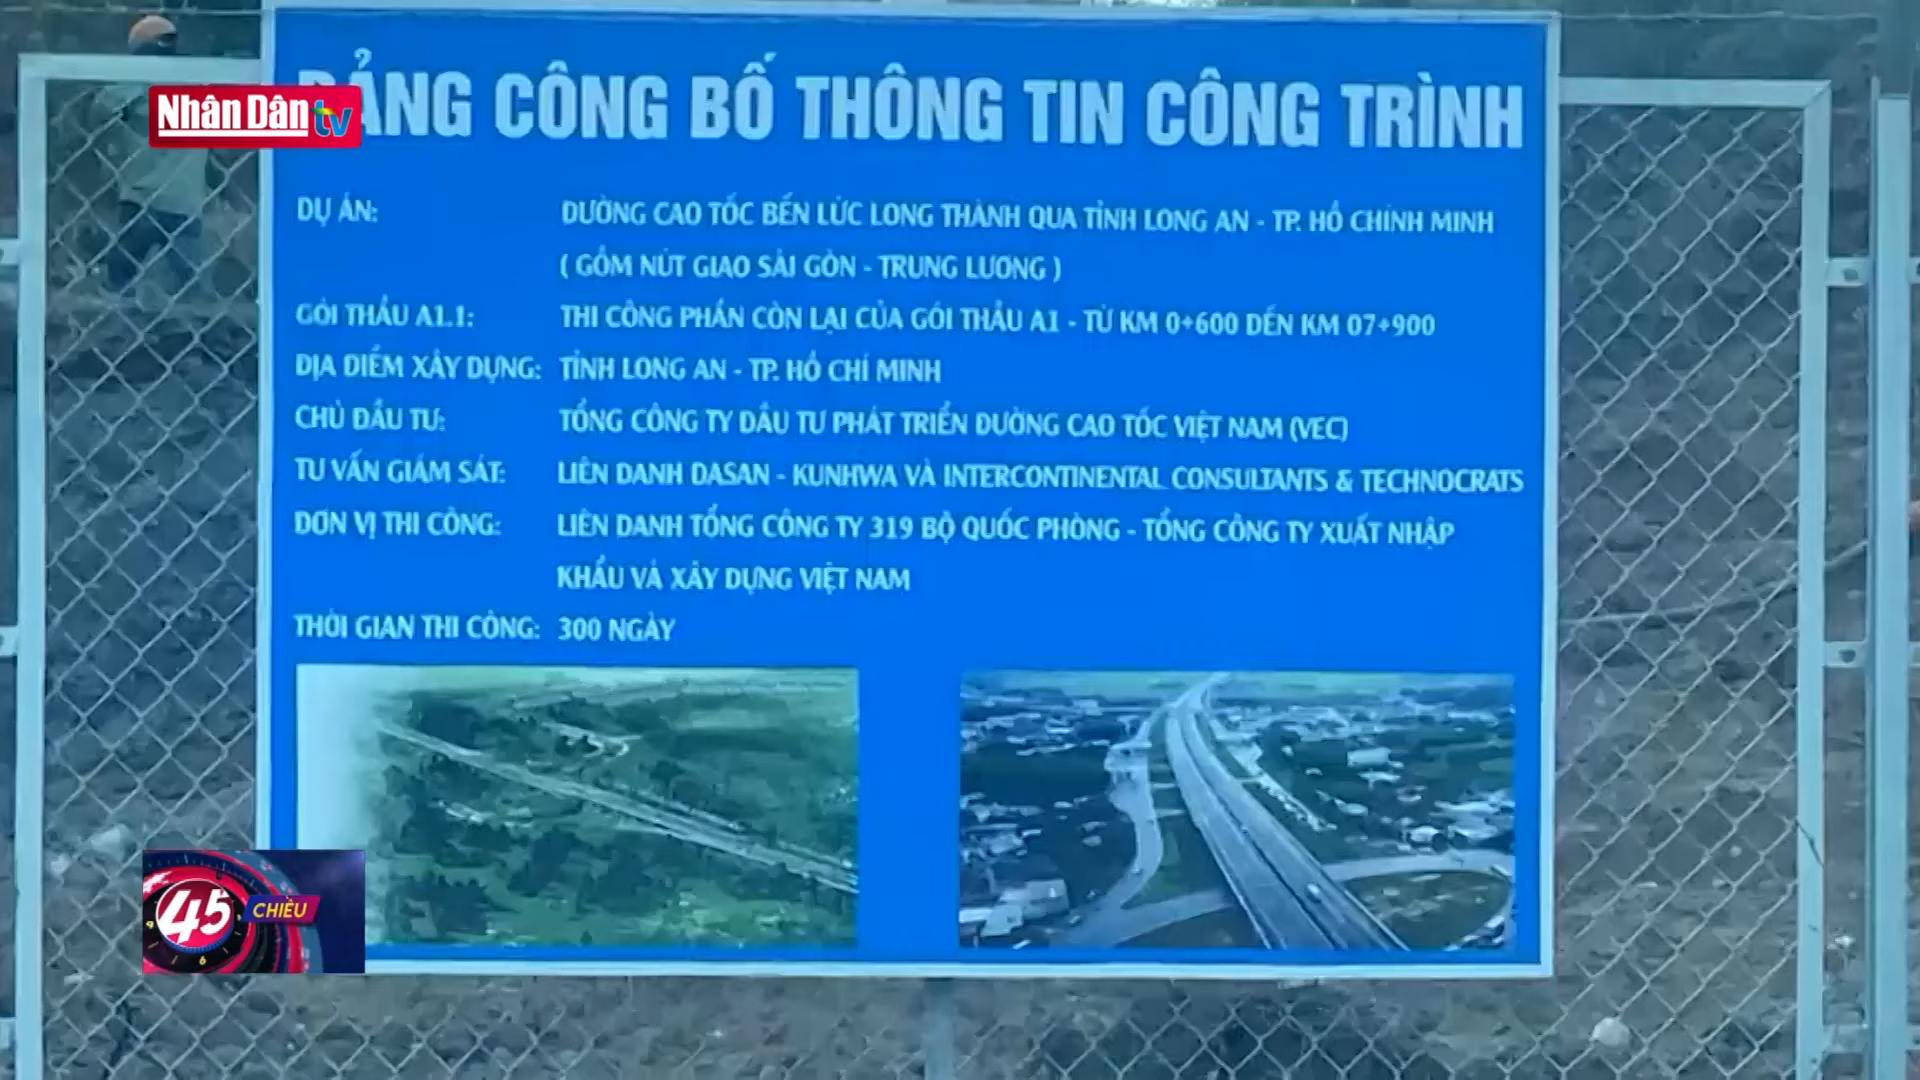 BẢNG CÔNG BỐ THÔNG TIN CÔNG TRÌNH
Nhân Dân tv
DỰ ÁN: ĐƯỜNG CAO TỐC BẾN LỨC LONG THÀNH QUA TỈNH LONG AN - TP. HỒ CHÍNH MINH
( GỒM NÚT GIAO SÀI GÒN - TRUNG LƯƠNG )
GÓI THẦU A1.1: THI CÔNG PHẦN CÒN LẠI CỦA GÓI THẦU A1 - TỪ KM 0+600 ĐẾN KM 07+900
ĐỊA ĐIỂM XÂY DỰNG: TỈNH LONG AN - TP. HỒ CHÍ MINH
CHỦ ĐẦU TƯ: TỔNG CÔNG TY ĐẦU TƯ PHÁT TRIỂN ĐƯỜNG CAO TỐC VIỆT NAM (VEC)
TƯ VẤN GIÁM SÁT: LIÊN DANH DASAN - KUNHWA VÀ INTERCONTINENTAL CONSULTANTS & TECHNOCRATS
ĐƠN VỊ THI CÔNG: LIÊN DANH TỔNG CÔNG TY 319 BỘ QUỐC PHÒNG - TỔNG CÔNG TY XUẤT NHẬP
KHẨU VÀ XÂY DỰNG VIỆT NAM
THỜI GIAN THI CÔNG: 300 NGÀY
45 CHIỀU